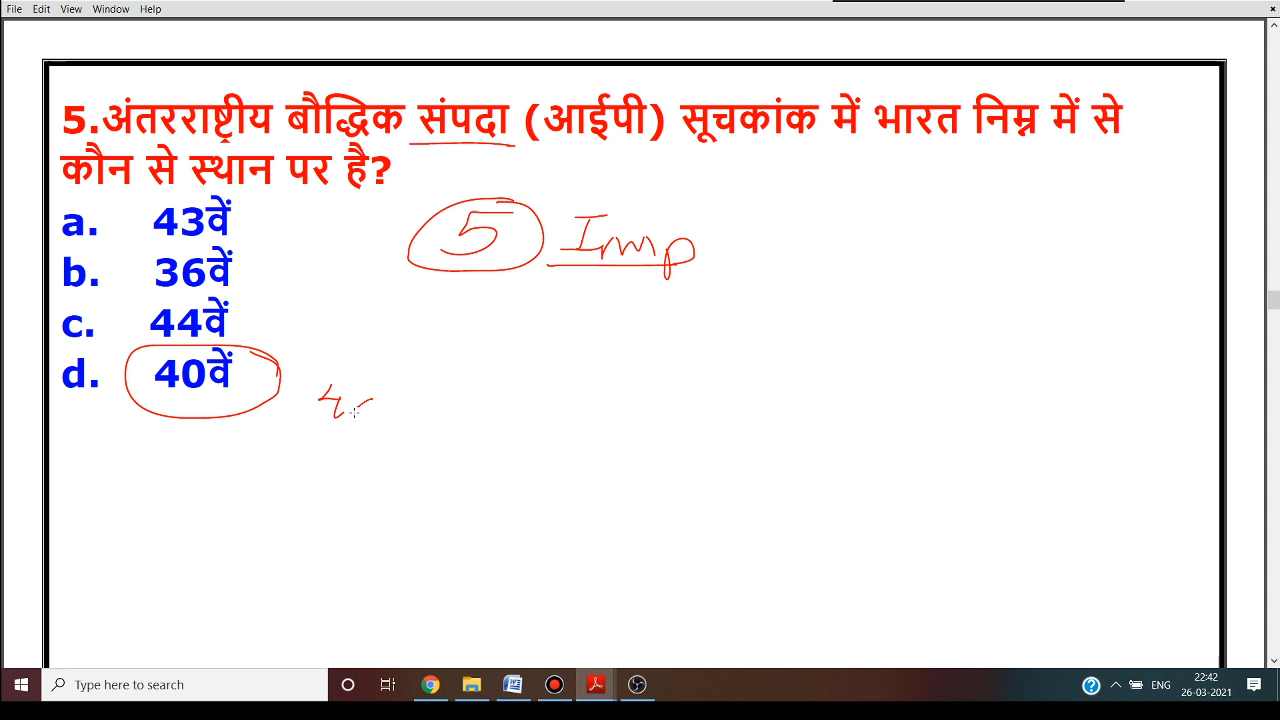 File Edit View Window Help
5.अंतरराष्ट्रीय बौद्धिक संपदा (आईपी) सूचकांक में भारत निम्न में से
कौन से स्थान पर है?
a. 43वें
5 Imp
b. 36वें
c. 44वें
d. 40वें
4
Type here to search
ENG
22:42
26-03-2021